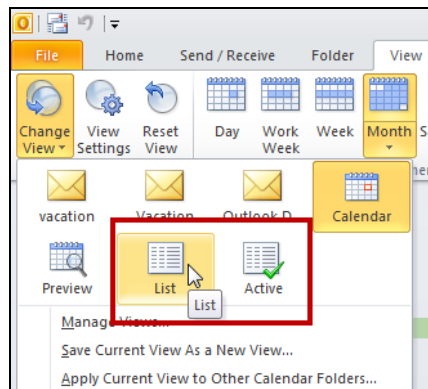 File Home Send / Receive Folder View
Change View Reset Day Work Week Month S
View Settings View Week
vacation Vacation Outlook D Calendar
Preview List Active
List
Manage Views...
Save Current View As a New View...
Apply Current View to Other Calendar Folders...